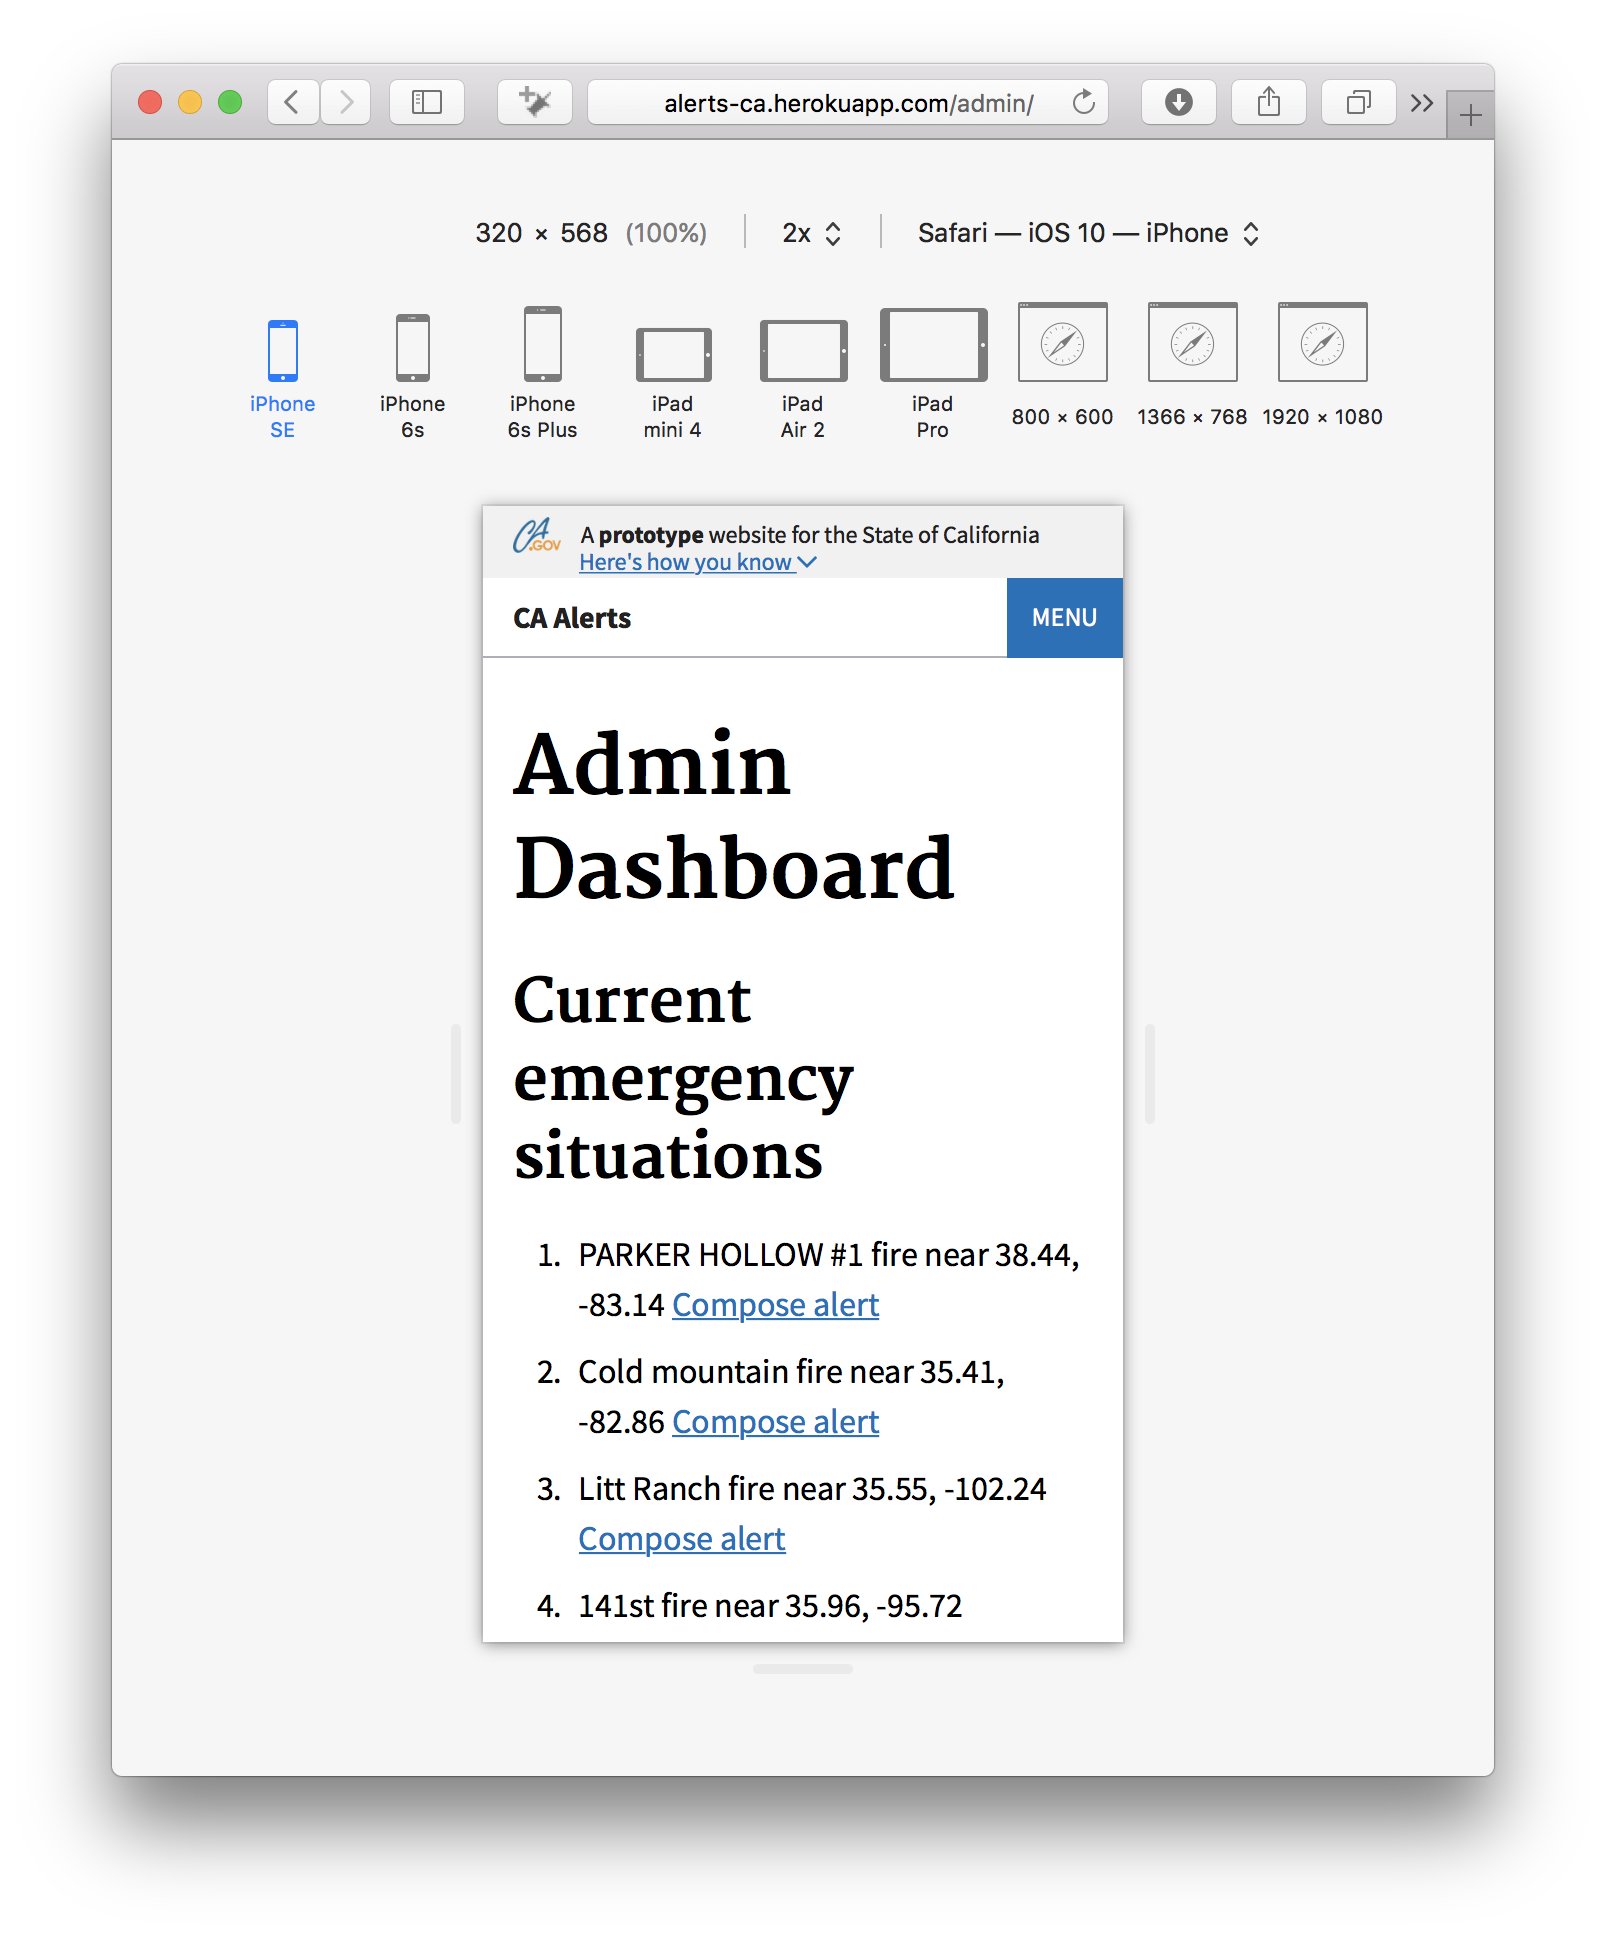 alerts-ca.herokuapp.com/admin/
320 × 568 (100%) 2x Safari — iOS 10 — iPhone
iPhone SE
iPhone 6s
iPhone 6s Plus
iPad mini 4
iPad Air 2
iPad Pro
800 × 600
1366 × 768
1920 × 1080
CA.GOV
A prototype website for the State of California
Here's how you know
CA Alerts
MENU
Admin
Dashboard
Current
emergency
situations
1. PARKER HOLLOW #1 fire near 38.44,
-83.14 Compose alert
2. Cold mountain fire near 35.41,
-82.86 Compose alert
3. Litt Ranch fire near 35.55, -102.24
Compose alert
4. 141st fire near 35.96, -95.72